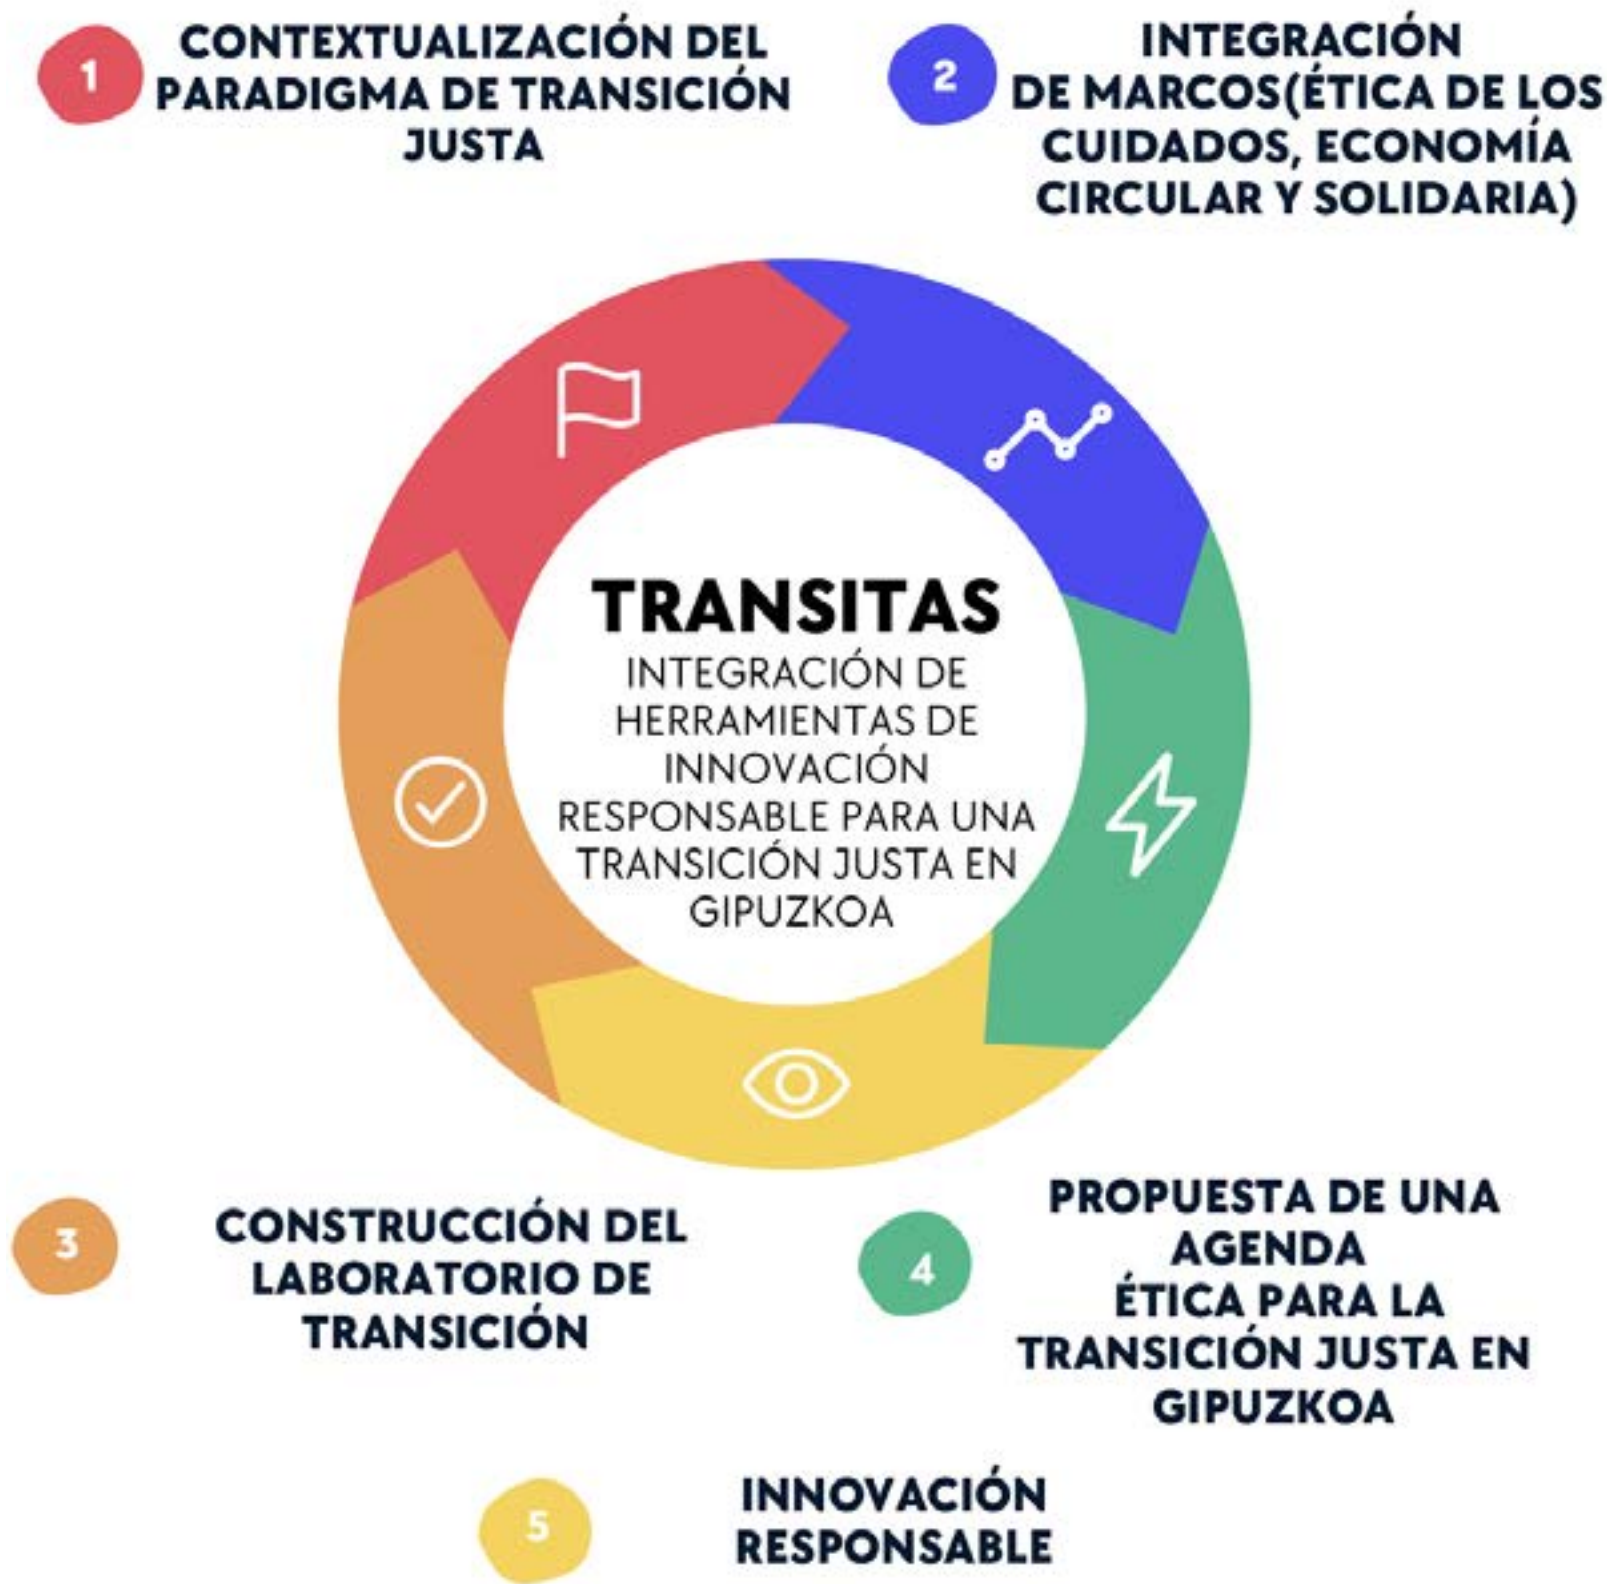 1
CONTEXTUALIZACIÓN DEL
PARADIGMA DE TRANSICIÓN
JUSTA
2
INTEGRACIÓN
DE MARCOS(ÉTICA DE LOS
CUIDADOS, ECONOMÍA
CIRCULAR Y SOLIDARIA)
TRANSITAS
INTEGRACIÓN DE
HERRAMIENTAS DE
INNOVACIÓN
RESPONSABLE PARA UNA
TRANSICIÓN JUSTA EN
GIPUZKOA
3
CONSTRUCCIÓN DEL
LABORATORIO DE
TRANSICIÓN
4
PROPUESTA DE UNA
AGENDA
ÉTICA PARA LA
TRANSICIÓN JUSTA EN
GIPUZKOA
5
INNOVACIÓN
RESPONSABLE